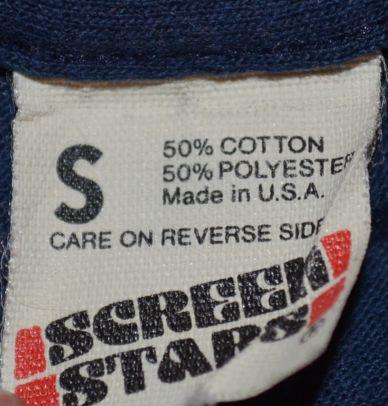 S
50% COTTON
50% POLYESTER
Made in U.S.A.
CARE ON REVERSE SIDE
SCREEN
STARS
®